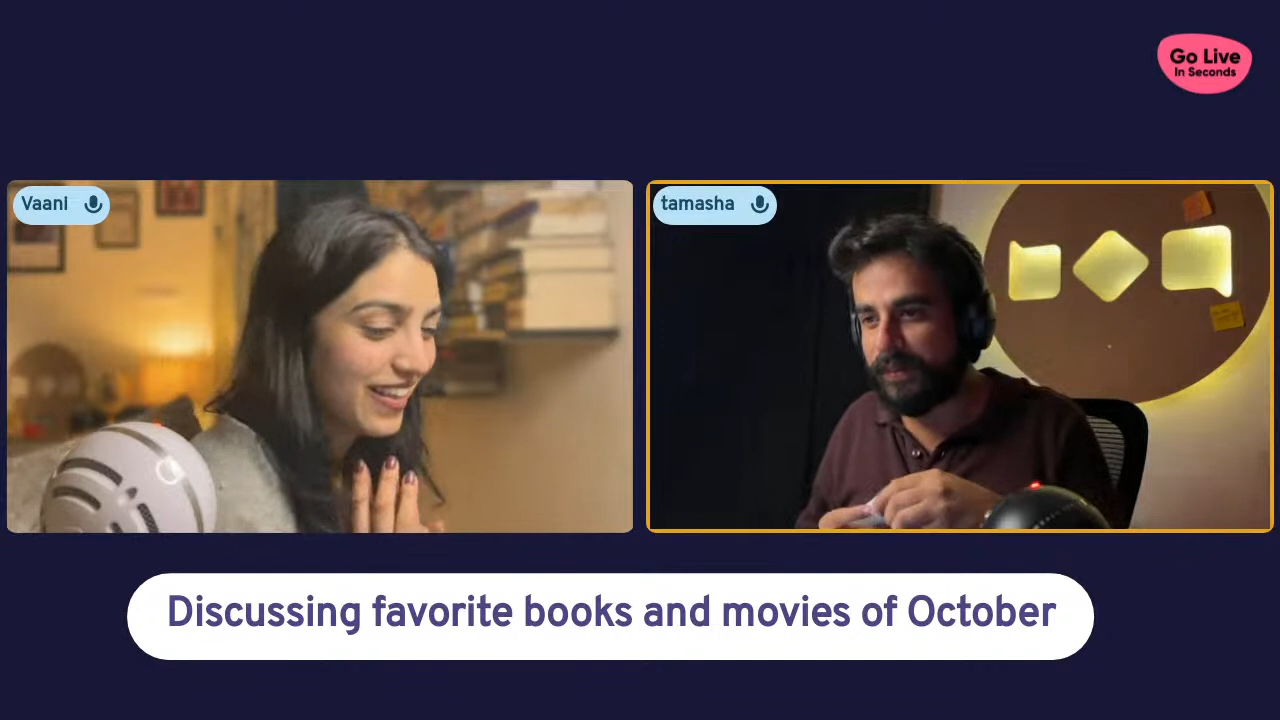 Go Live
In Seconds
Vaani
tamasha
Discussing favorite books and movies of October